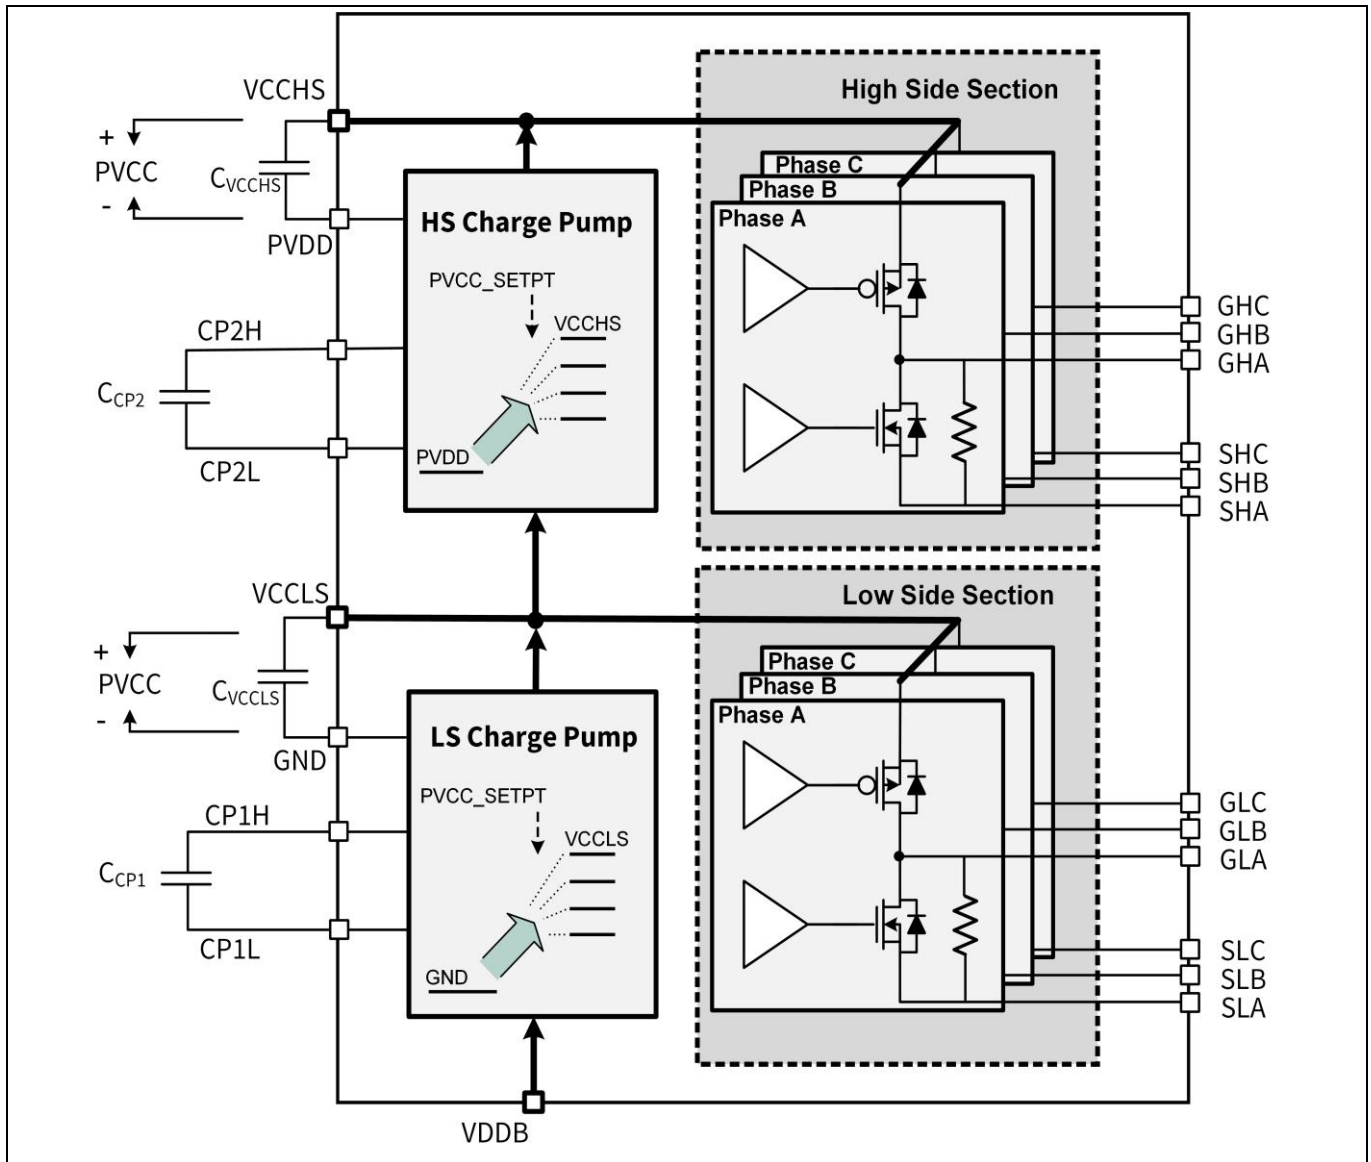 VCCHS
+
PVCC
-
CVCCHS
PVDD
CP2H
CCP2
CP2L
HS Charge Pump
PVCC_SETPT
VCCHS
PVDD
High Side Section
Phase C
Phase B
Phase A
GHC
GHB
GHA
SHC
SHB
SHA
VCCLS
+
PVCC
-
CVCCLS
GND
CP1H
CCP1
CP1L
LS Charge Pump
PVCC_SETPT
VCCLS
GND
Low Side Section
Phase C
Phase B
Phase A
GLC
GLB
GLA
SLC
SLB
SLA
VDDB